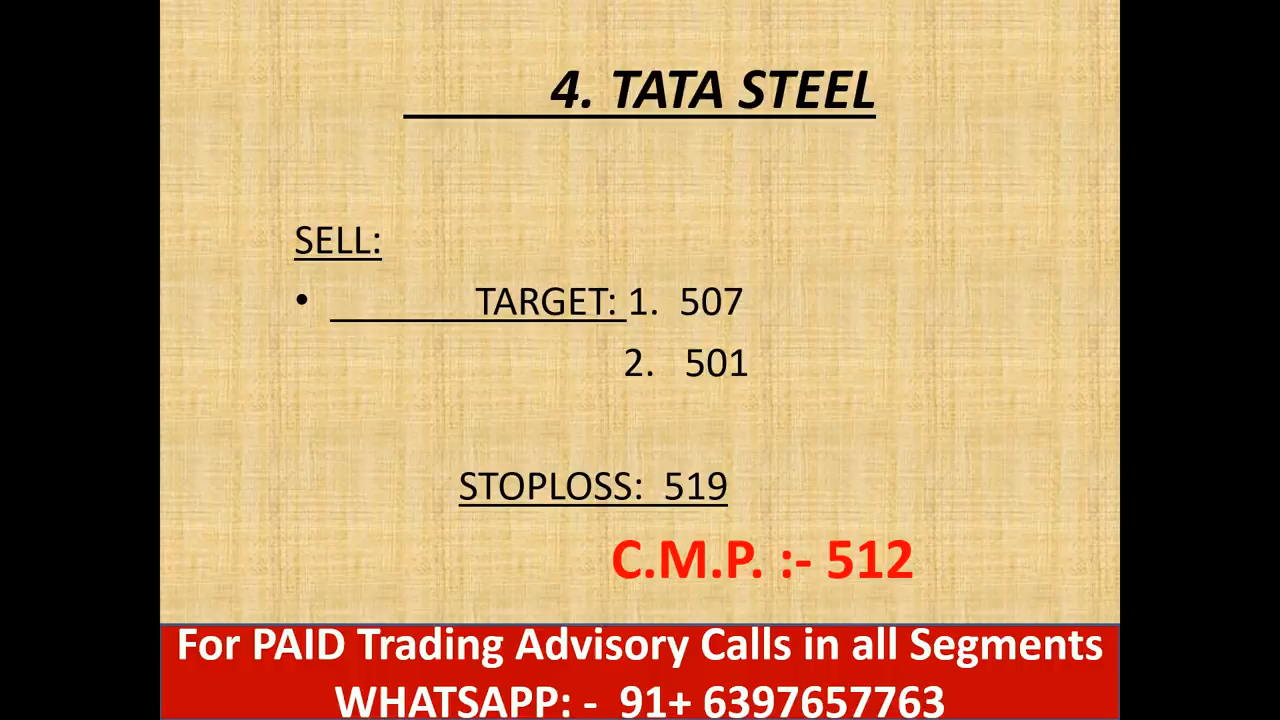 4. TATA STEEL
SELL:
• TARGET: 1. 507
2. 501
STOPLOSS: 519
C.M.P. :- 512
For PAID Trading Advisory Calls in all Segments
WHATSAPP: - 91+ 6397657763